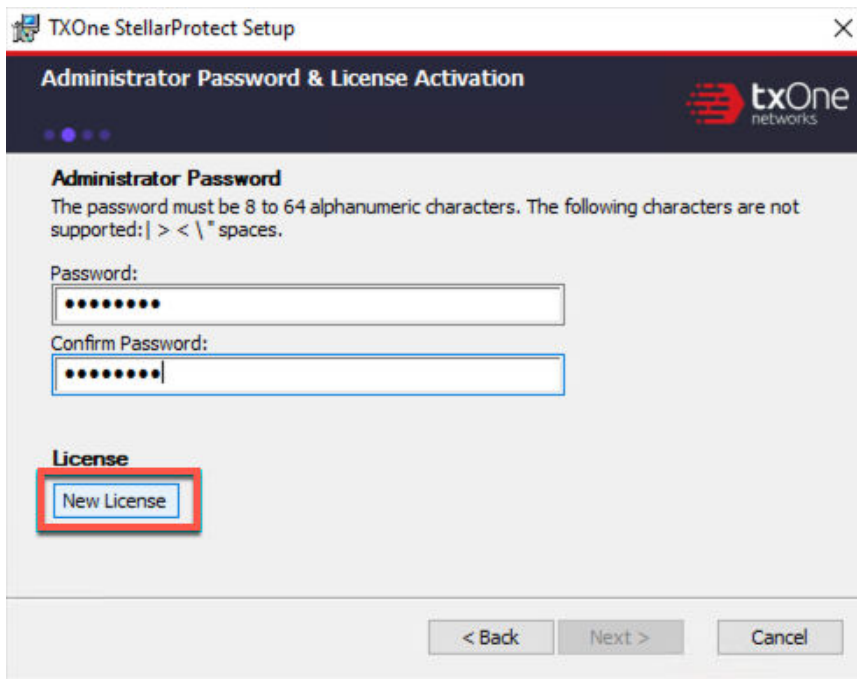 TXOne StellarProtect Setup
Administrator Password & License Activation
txOne
networks
Administrator Password
The password must be 8 to 64 alphanumeric characters. The following characters are not
supported:| > < \ " spaces.
Password:
••••••••
Confirm Password:
••••••••
License
New License
< Back
Next >
Cancel